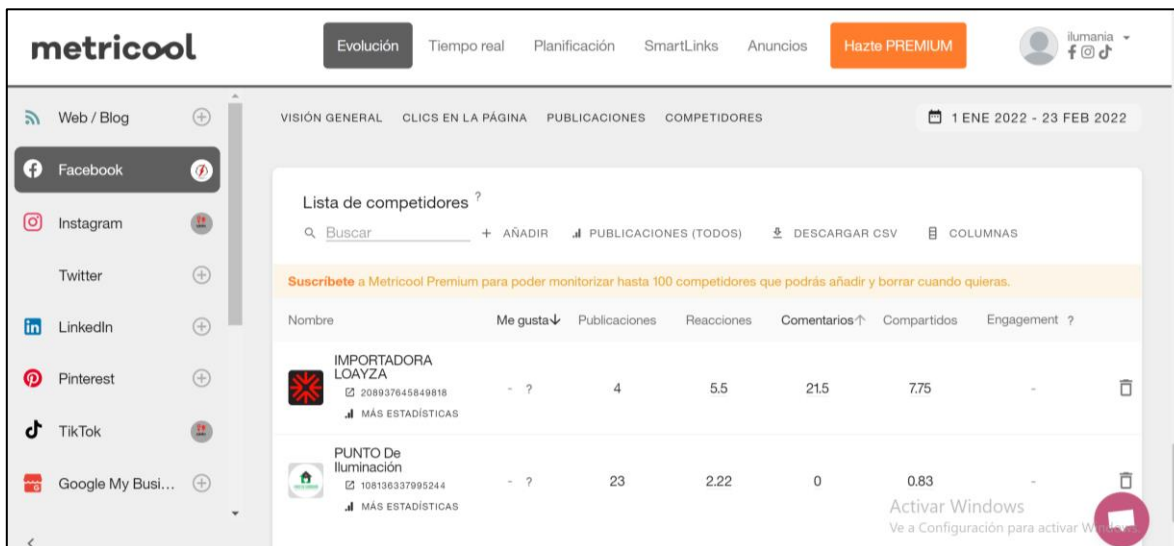 metricool
Evolución Tiempo real Planificación SmartLinks Anuncios Hazte PREMIUM
ilumania
Web / Blog
Facebook
Instagram
Twitter
LinkedIn
Pinterest
TikTok
Google My Busi...
VISIÓN GENERAL CLICS EN LA PÁGINA PUBLICACIONES COMPETIDORES
1 ENE 2022 - 23 FEB 2022
Lista de competidores ?
Buscar + AÑADIR PUBLICACIONES (TODOS) DESCARGAR CSV COLUMNAS
Suscríbete a Metricool Premium para poder monitorizar hasta 100 competidores que podrás añadir y borrar cuando quieras.
Nombre Me gusta↓ Publicaciones Reacciones Comentarios↑ Compartidos Engagement ?
IMPORTADORA
LOAYZA
208937645849818
MÁS ESTADÍSTICAS
- ? 4 5.5 21.5 7.75 -
PUNTO De
Iluminación
108136337995244
MÁS ESTADÍSTICAS
- ? 23 2.22 0 0.83 -
Activar Windows
Ve a Configuración para activar Windows.